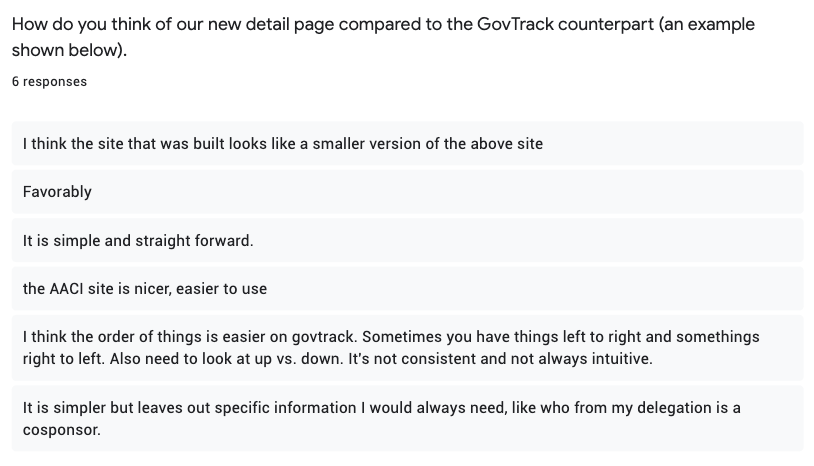 How do you think of our new detail page compared to the GovTrack counterpart (an example
shown below).
6 responses
I think the site that was built looks like a smaller version of the above site
Favorably
It is simple and straight forward.
the AACI site is nicer, easier to use
I think the order of things is easier on govtrack. Sometimes you have things left to right and somethings
right to left. Also need to look at up vs. down. It's not consistent and not always intuitive.
It is simpler but leaves out specific information I would always need, like who from my delegation is a
cosponsor.